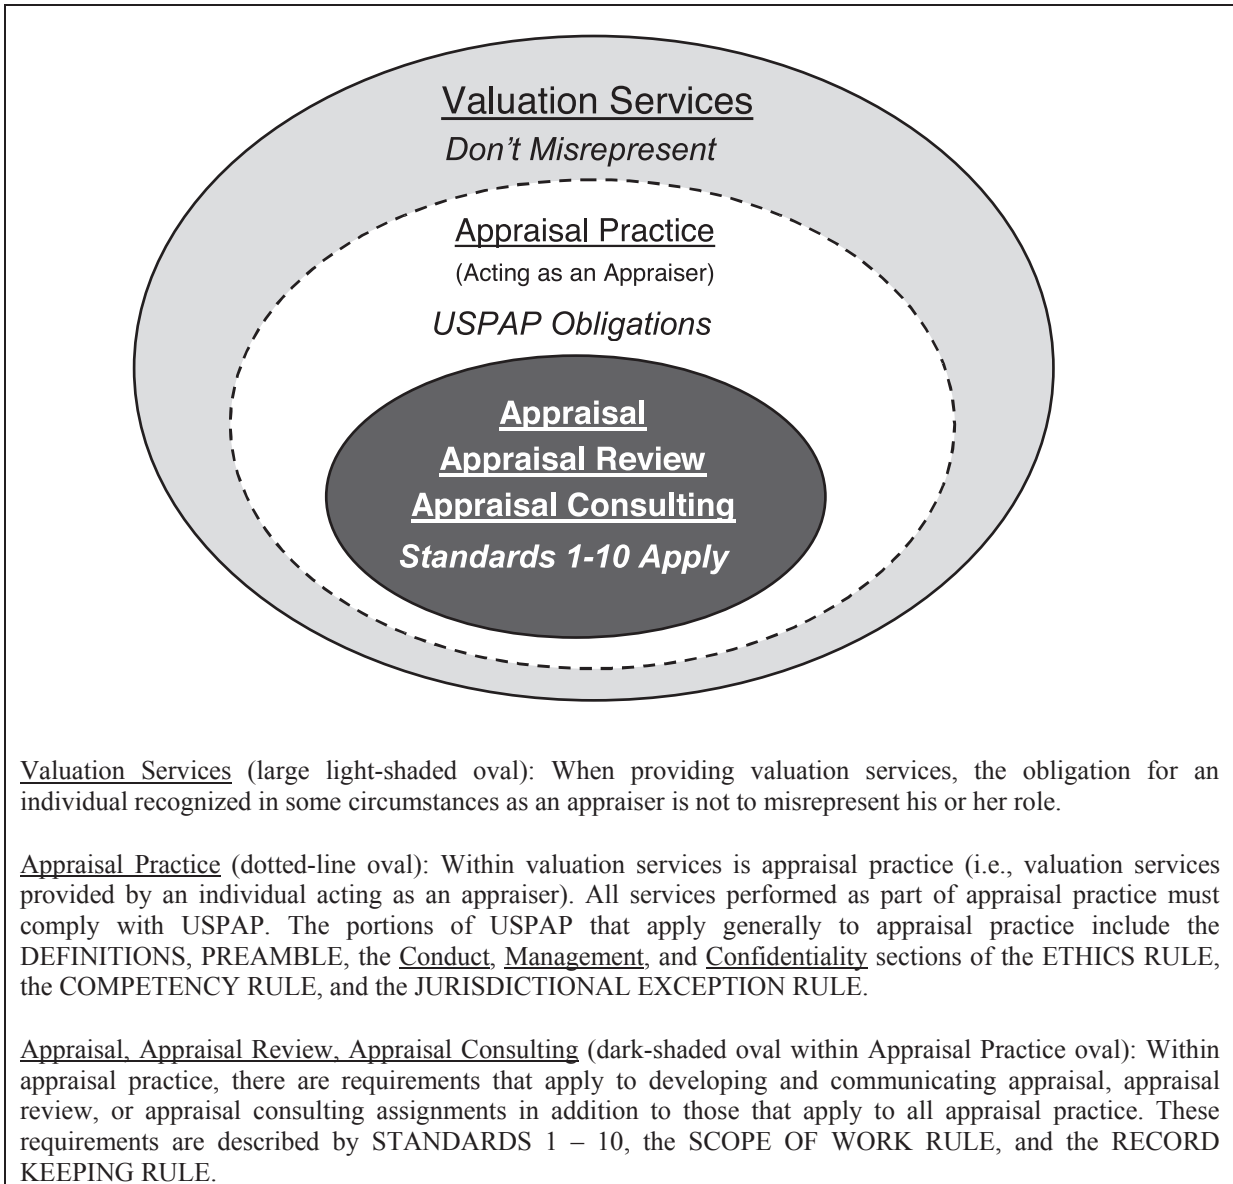 Valuation Services
Don't Misrepresent
Appraisal Practice
(Acting as an Appraiser)
USPAP Obligations
Appraisal
Appraisal Review
Appraisal Consulting
Standards 1-10 Apply
Valuation Services (large light-shaded oval): When providing valuation services, the obligation for an
individual recognized in some circumstances as an appraiser is not to misrepresent his or her role.
Appraisal Practice (dotted-line oval): Within valuation services is appraisal practice (i.e., valuation services
provided by an individual acting as an appraiser). All services performed as part of appraisal practice must
comply with USPAP. The portions of USPAP that apply generally to appraisal practice include the
DEFINITIONS, PREAMBLE, the Conduct, Management, and Confidentiality sections of the ETHICS RULE,
the COMPETENCY RULE, and the JURISDICTIONAL EXCEPTION RULE.
Appraisal, Appraisal Review, Appraisal Consulting (dark-shaded oval within Appraisal Practice oval): Within
appraisal practice, there are requirements that apply to developing and communicating appraisal, appraisal
review, or appraisal consulting assignments in addition to those that apply to all appraisal practice. These
requirements are described by STANDARDS 1 – 10, the SCOPE OF WORK RULE, and the RECORD
KEEPING RULE.